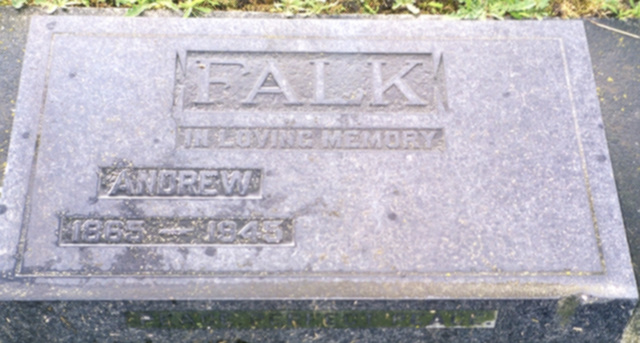 FALK
IN LOVING MEMORY
ANDREW
1865 — 1945